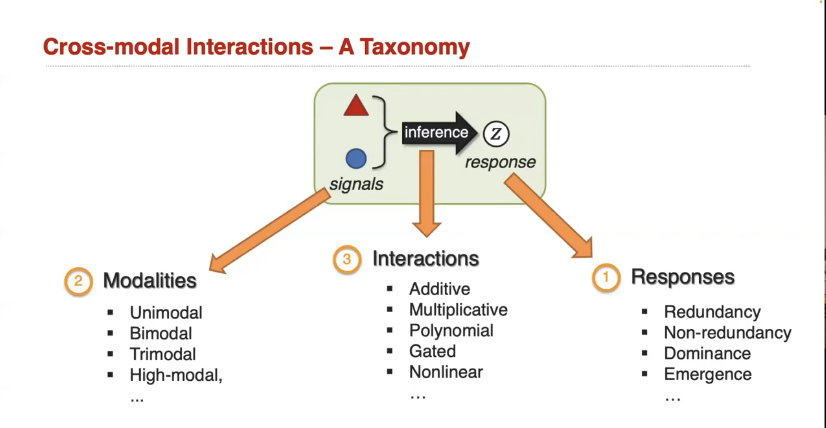 Cross-modal Interactions – A Taxonomy
inference
Z
response
signals
2 Modalities
▪ Unimodal
▪ Bimodal
▪ Trimodal
▪ High-modal,
...
3 Interactions
▪ Additive
▪ Multiplicative
▪ Polynomial
▪ Gated
▪ Nonlinear
…
1 Responses
▪ Redundancy
▪ Non-redundancy
▪ Dominance
▪ Emergence
…